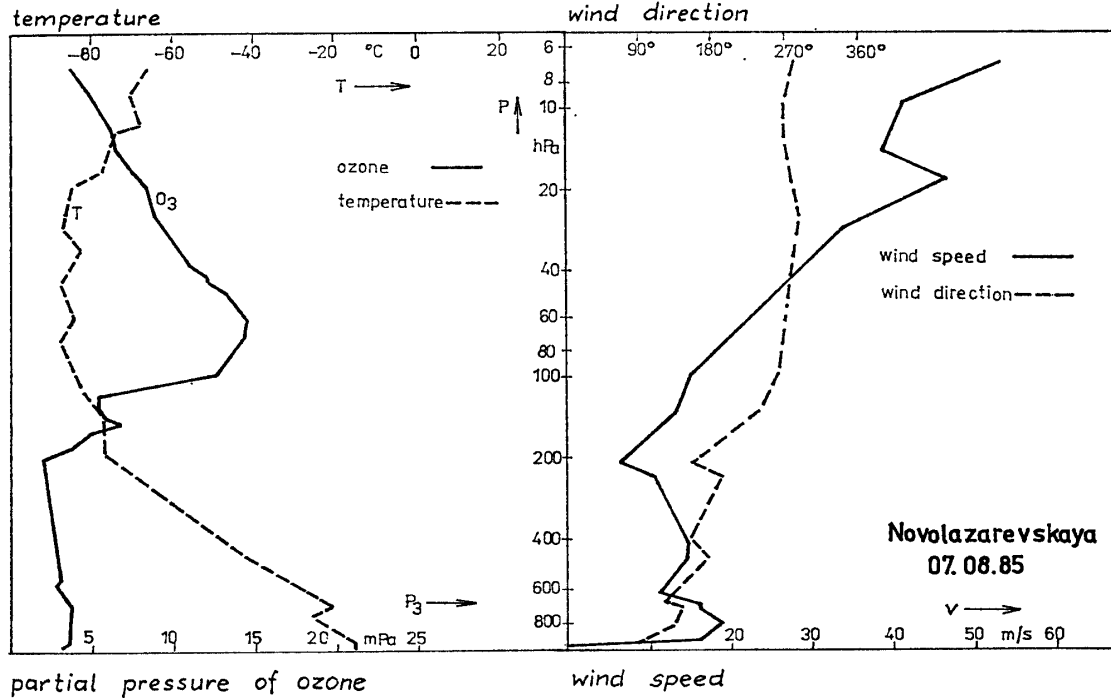 temperature
-80 -60 -40 -20 °C 0 20
T
P
ozone
temperature
O3
T
P3
5 10 15 20 mPa 25
partial pressure of ozone
wind direction
90° 180° 270° 360°
6
8
10
hPa
20
40
60
80
100
200
400
600
800
wind speed
wind direction
Novolazarevskaya
07.08.85
v
20 30 40 50 m/s 60
wind speed